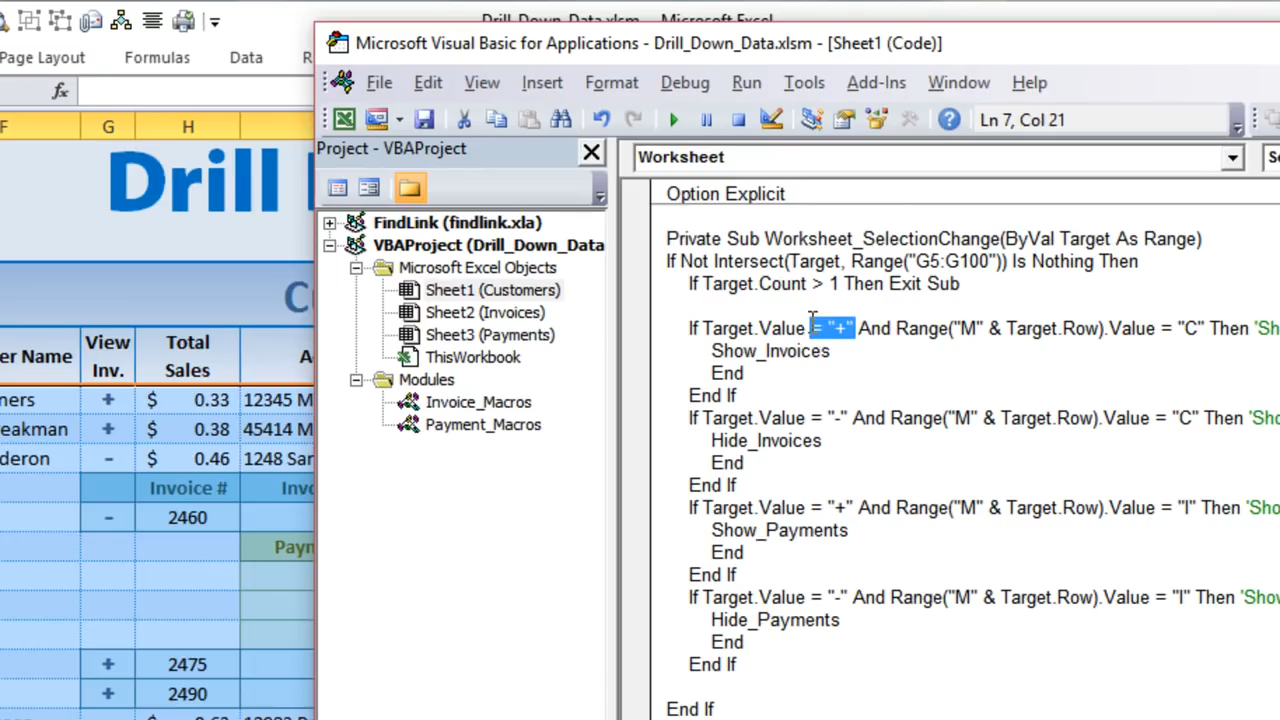 Drill_Down_Data.xlsm - Microsoft Excel
Page Layout
Formulas
Data
fx
F
G
H
Drill
C
er Name
View Inv.
Total Sales
A
ners
+
$ 0.33
12345 M
eakman
+
$ 0.38
45414 M
deron
-
$ 0.46
1248 Sar
Invoice #
Invo
-
2460
Paym
+
2475
+
2490
Microsoft Visual Basic for Applications - Drill_Down_Data.xlsm - [Sheet1 (Code)]
File Edit View Insert Format Debug Run Tools Add-Ins Window Help
Ln 7, Col 21
Project - VBAProject
FindLink (findlink.xla)
VBAProject (Drill_Down_Data
Microsoft Excel Objects
Sheet1 (Customers)
Sheet2 (Invoices)
Sheet3 (Payments)
ThisWorkbook
Modules
Invoice_Macros
Payment_Macros
Worksheet
Se
Option Explicit
Private Sub Worksheet_SelectionChange(ByVal Target As Range)
If Not Intersect(Target, Range("G5:G100")) Is Nothing Then
If Target.Count > 1 Then Exit Sub
If Target.Value = "+" And Range("M" & Target.Row).Value = "C" Then 'Sh
Show_Invoices
End
End If
If Target.Value = "-" And Range("M" & Target.Row).Value = "C" Then 'Sho
Hide_Invoices
End
End If
If Target.Value = "+" And Range("M" & Target.Row).Value = "I" Then 'Sho
Show_Payments
End
End If
If Target.Value = "-" And Range("M" & Target.Row).Value = "I" Then 'Show
Hide_Payments
End
End If
End If